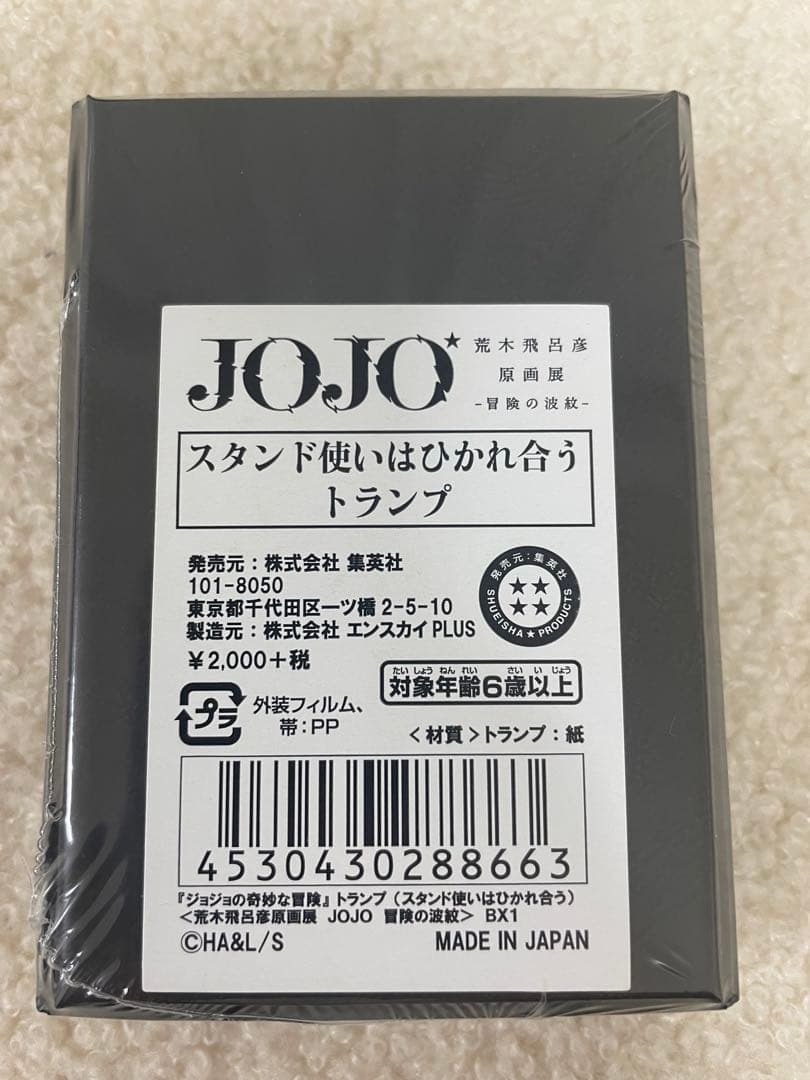 JOJO★
荒木飛呂彦
原画展
-冒険の波紋-
スタンド使いはひかれ合う
トランプ
発売元：株式会社 集英社
101-8050
東京都千代田区一ツ橋 2-5-10
製造元：株式会社 エンスカイ PLUS
￥2,000＋税
発売元：集英社
SHUEISHA★PRODUCTS
たいしょうねんれい さいいじょう
対象年齢6歳以上
プラ
外装フィルム、
帯：PP
＜材質＞トランプ：紙
4530430288663
『ジョジョの奇妙な冒険』トランプ（スタンド使いはひかれ合う）
＜荒木飛呂彦原画展 JOJO 冒険の波紋＞ BX1
©HA&L/S
MADE IN JAPAN